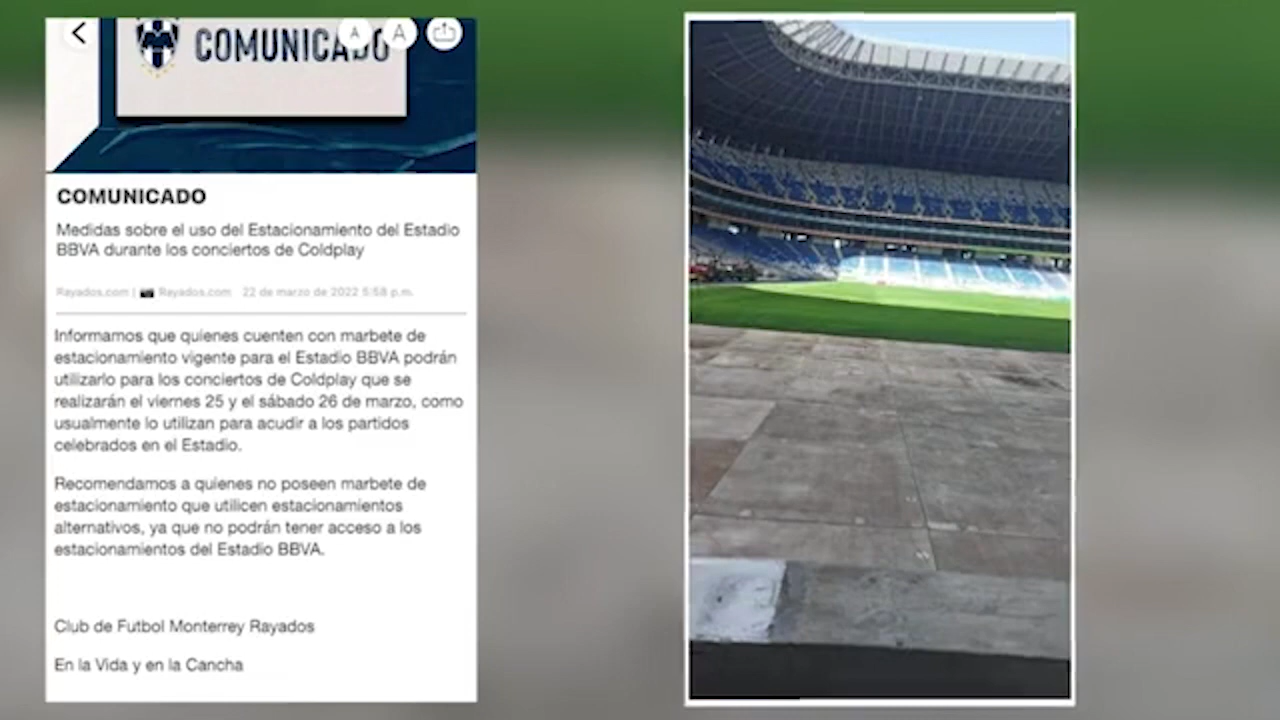 COMUNICADO
A A
COMUNICADO
Medidas sobre el uso del Estacionamiento del Estadio
BBVA durante los conciertos de Coldplay
Rayados.com | Rayados.com 22 de marzo de 2022 5:58 p.m.
Informamos que quienes cuenten con marbete de
estacionamiento vigente para el Estadio BBVA podrán
utilizarlo para los conciertos de Coldplay que se
realizarán el viernes 25 y el sábado 26 de marzo, como
usualmente lo utilizan para acudir a los partidos
celebrados en el Estadio.
Recomendamos a quienes no poseen marbete de
estacionamiento que utilicen estacionamientos
alternativos, ya que no podrán tener acceso a los
estacionamientos del Estadio BBVA.
Club de Futbol Monterrey Rayados
En la Vida y en la Cancha